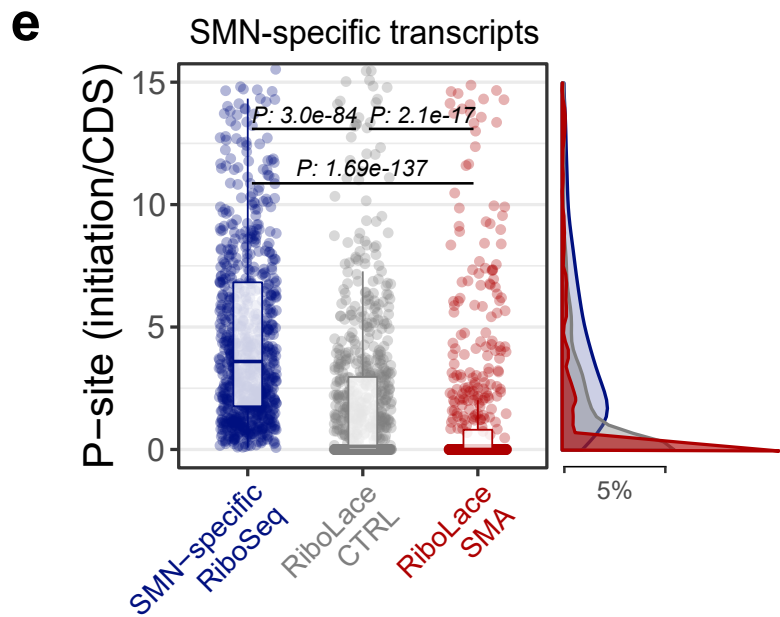 e
SMN-specific transcripts
P-site (initiation/CDS)
15
10
5
0
P: 3.0e-84
P: 2.1e-17
P: 1.69e-137
5%
SMN-specific
RiboSeq
RiboLace
CTRL
RiboLace
SMA